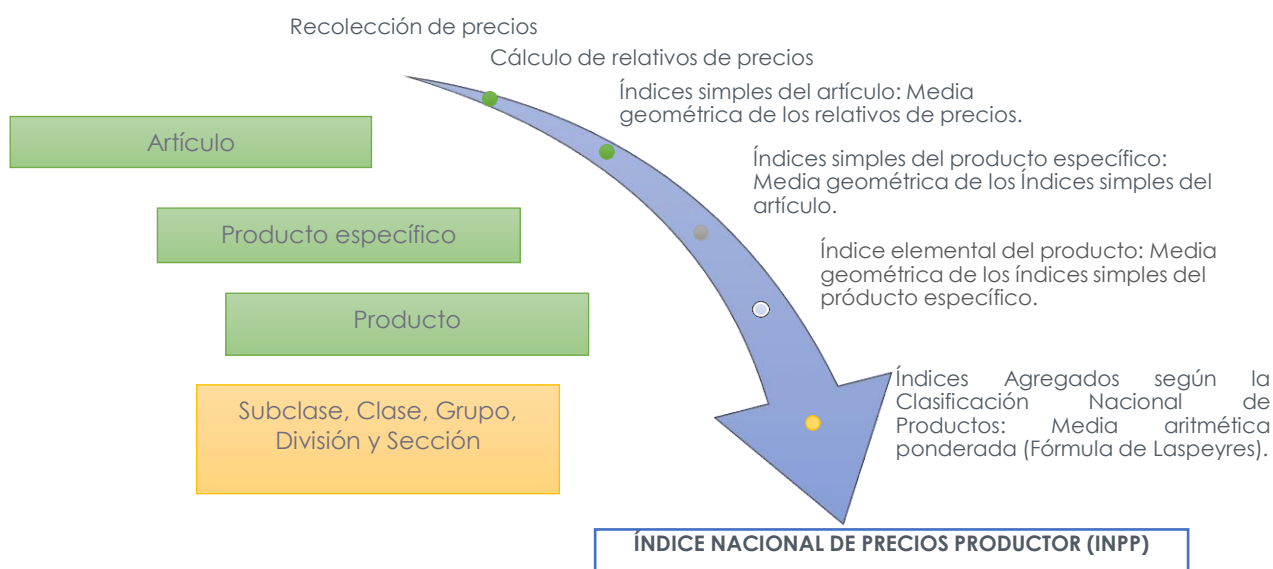 Recolección de precios
Cálculo de relativos de precios
Índices simples del artículo: Media
geométrica de los relativos de precios.
Artículo
Índices simples del producto específico:
Media geométrica de los Índices simples del
artículo.
Producto específico
Índice elemental del producto: Media
geométrica de los índices simples del
próducto específico.
Producto
Índices Agregados según la
Clasificación Nacional de
Productos: Media aritmética
ponderada (Fórmula de Laspeyres).
Subclase, Clase, Grupo,
División y Sección
ÍNDICE NACIONAL DE PRECIOS PRODUCTOR (INPP)